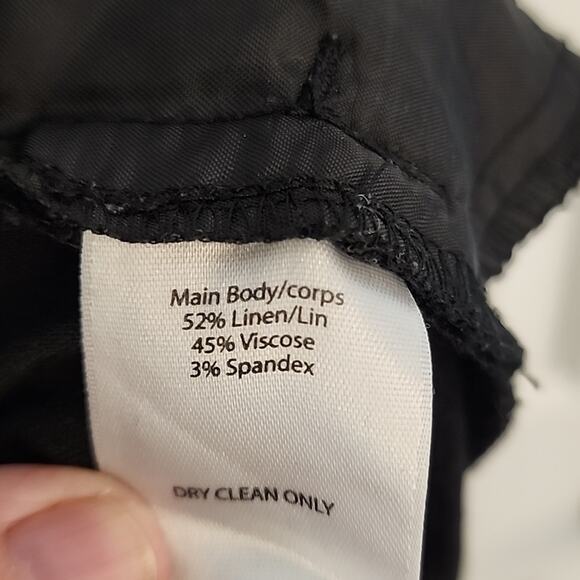 Main Body/corps
52% Linen/Lin
45% Viscose
3% Spandex
DRY CLEAN ONLY